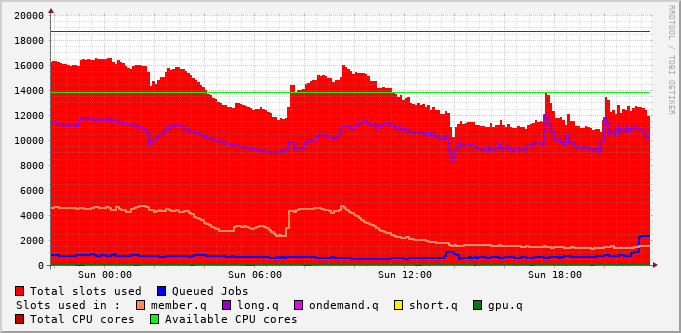 RRDTOOL / TOBI OETIKER
20000
18000
16000
14000
12000
10000
8000
6000
4000
2000
0
Sun 00:00 Sun 06:00 Sun 12:00 Sun 18:00
Total slots used Queued Jobs
Slots used in : member.q long.q ondemand.q short.q gpu.q
Total CPU cores Available CPU cores